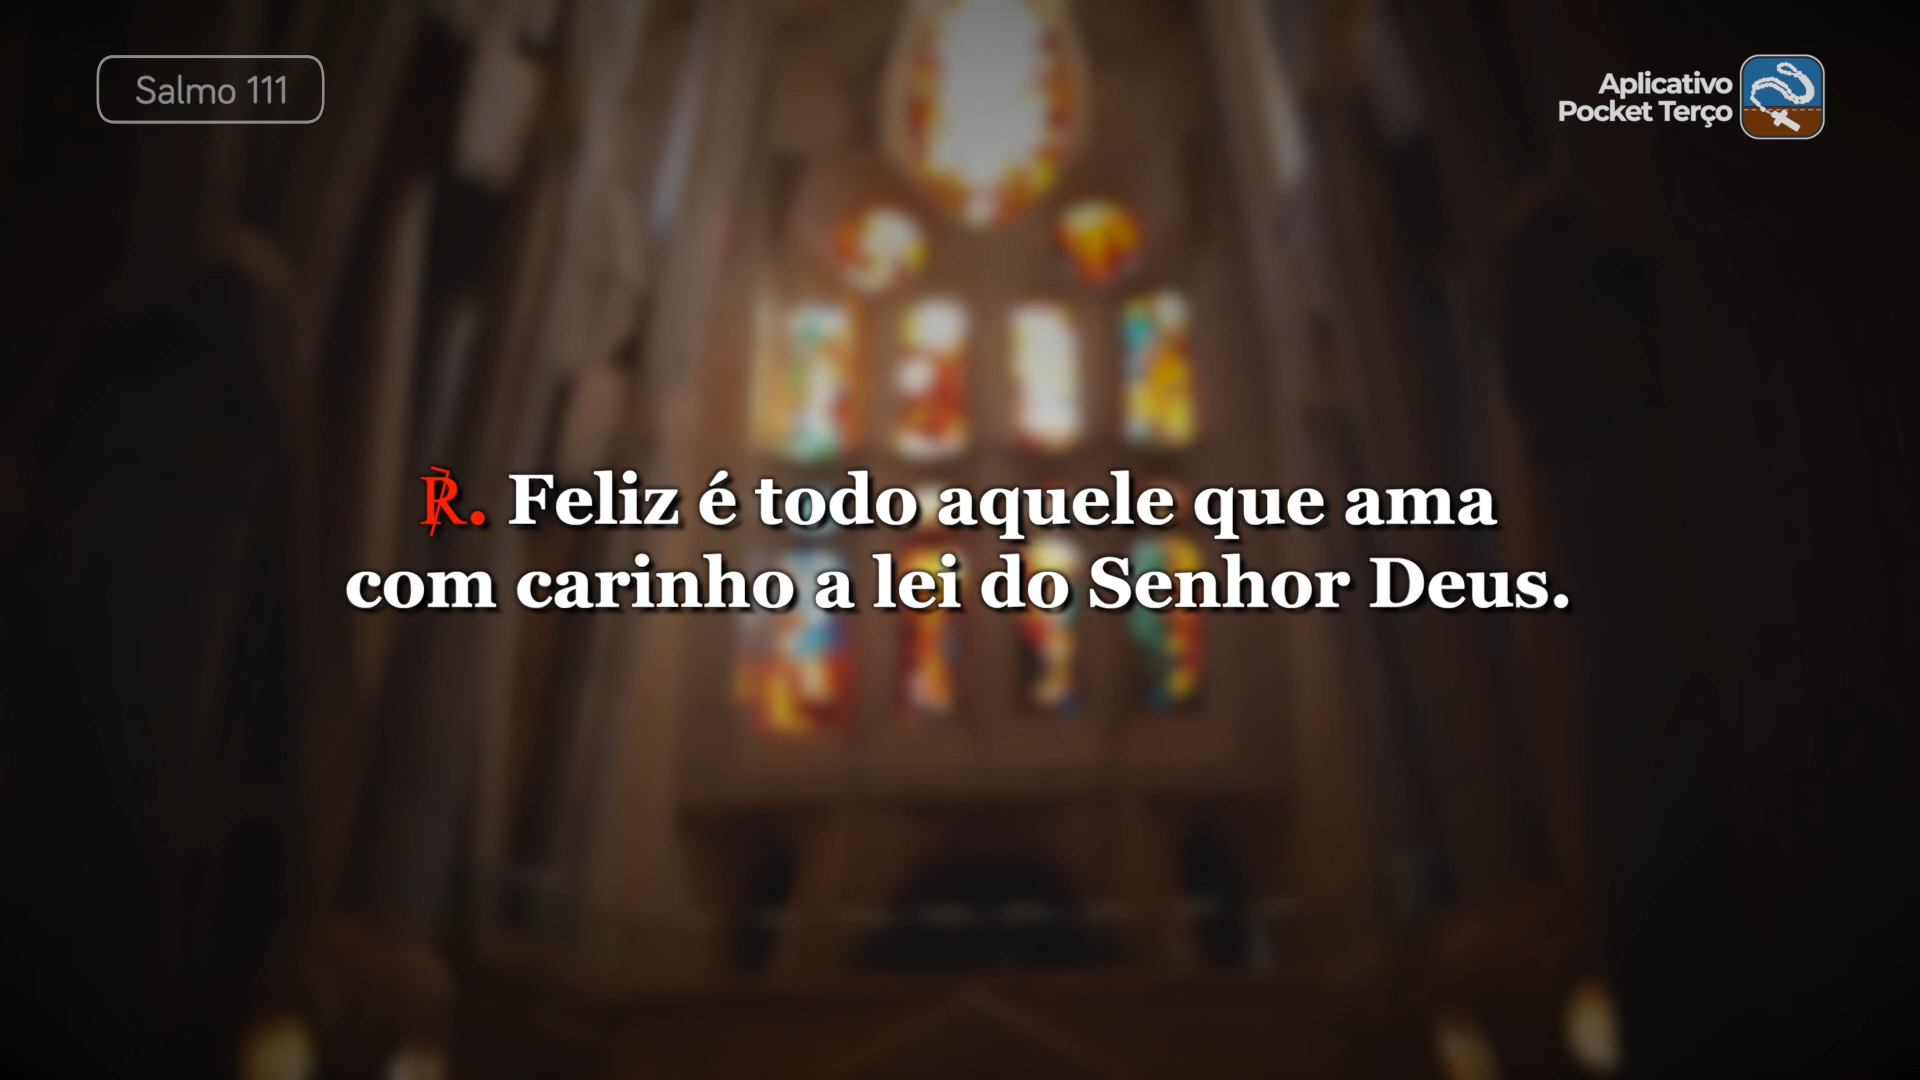 Salmo 111
Aplicativo
Pocket Terço
℟. Feliz é todo aquele que ama
com carinho a lei do Senhor Deus.